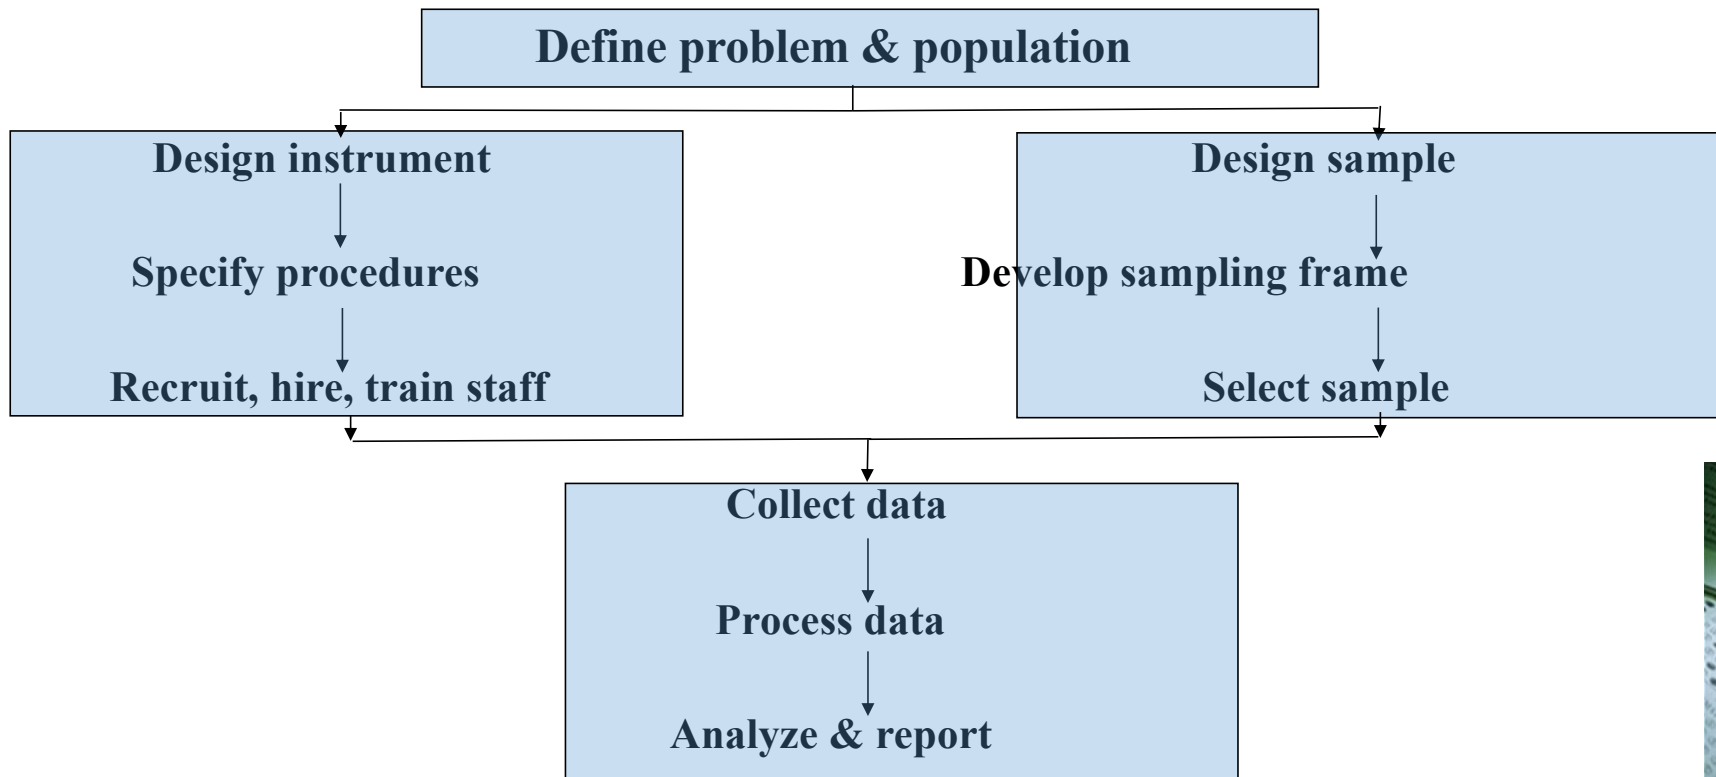 Define problem & population
Design instrument
Specify procedures
Recruit, hire, train staff
Design sample
Develop sampling frame
Select sample
Collect data
Process data
Analyze & report